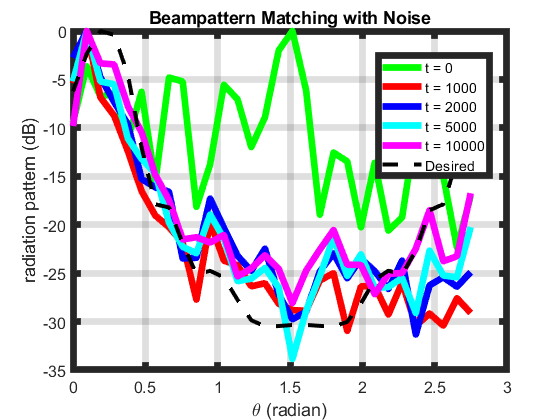 Beampattern Matching with Noise
radiation pattern (dB)
0
-5
-10
-15
-20
-25
-30
-35
t = 0
t = 1000
t = 2000
t = 5000
t = 10000
Desired
0
0.5
1
1.5
2
2.5
3
θ (radian)